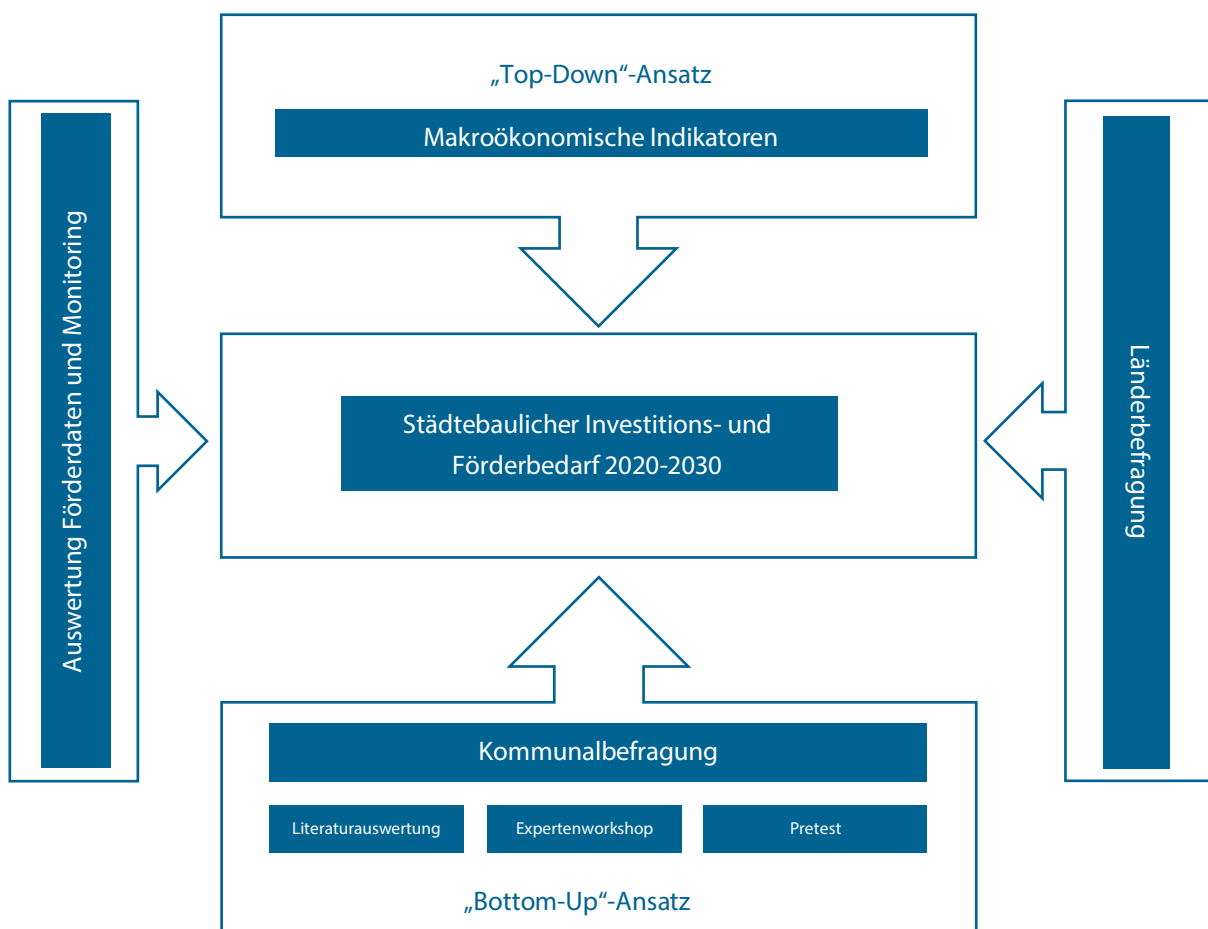 „Top-Down“-Ansatz
Makroökonomische Indikatoren
Auswertung Förderdaten und Monitoring
Städtebaulicher Investitions- und
Förderbedarf 2020-2030
Länderbefragung
Kommunalbefragung
Literaturauswertung
Expertenworkshop
Pretest
„Bottom-Up“-Ansatz